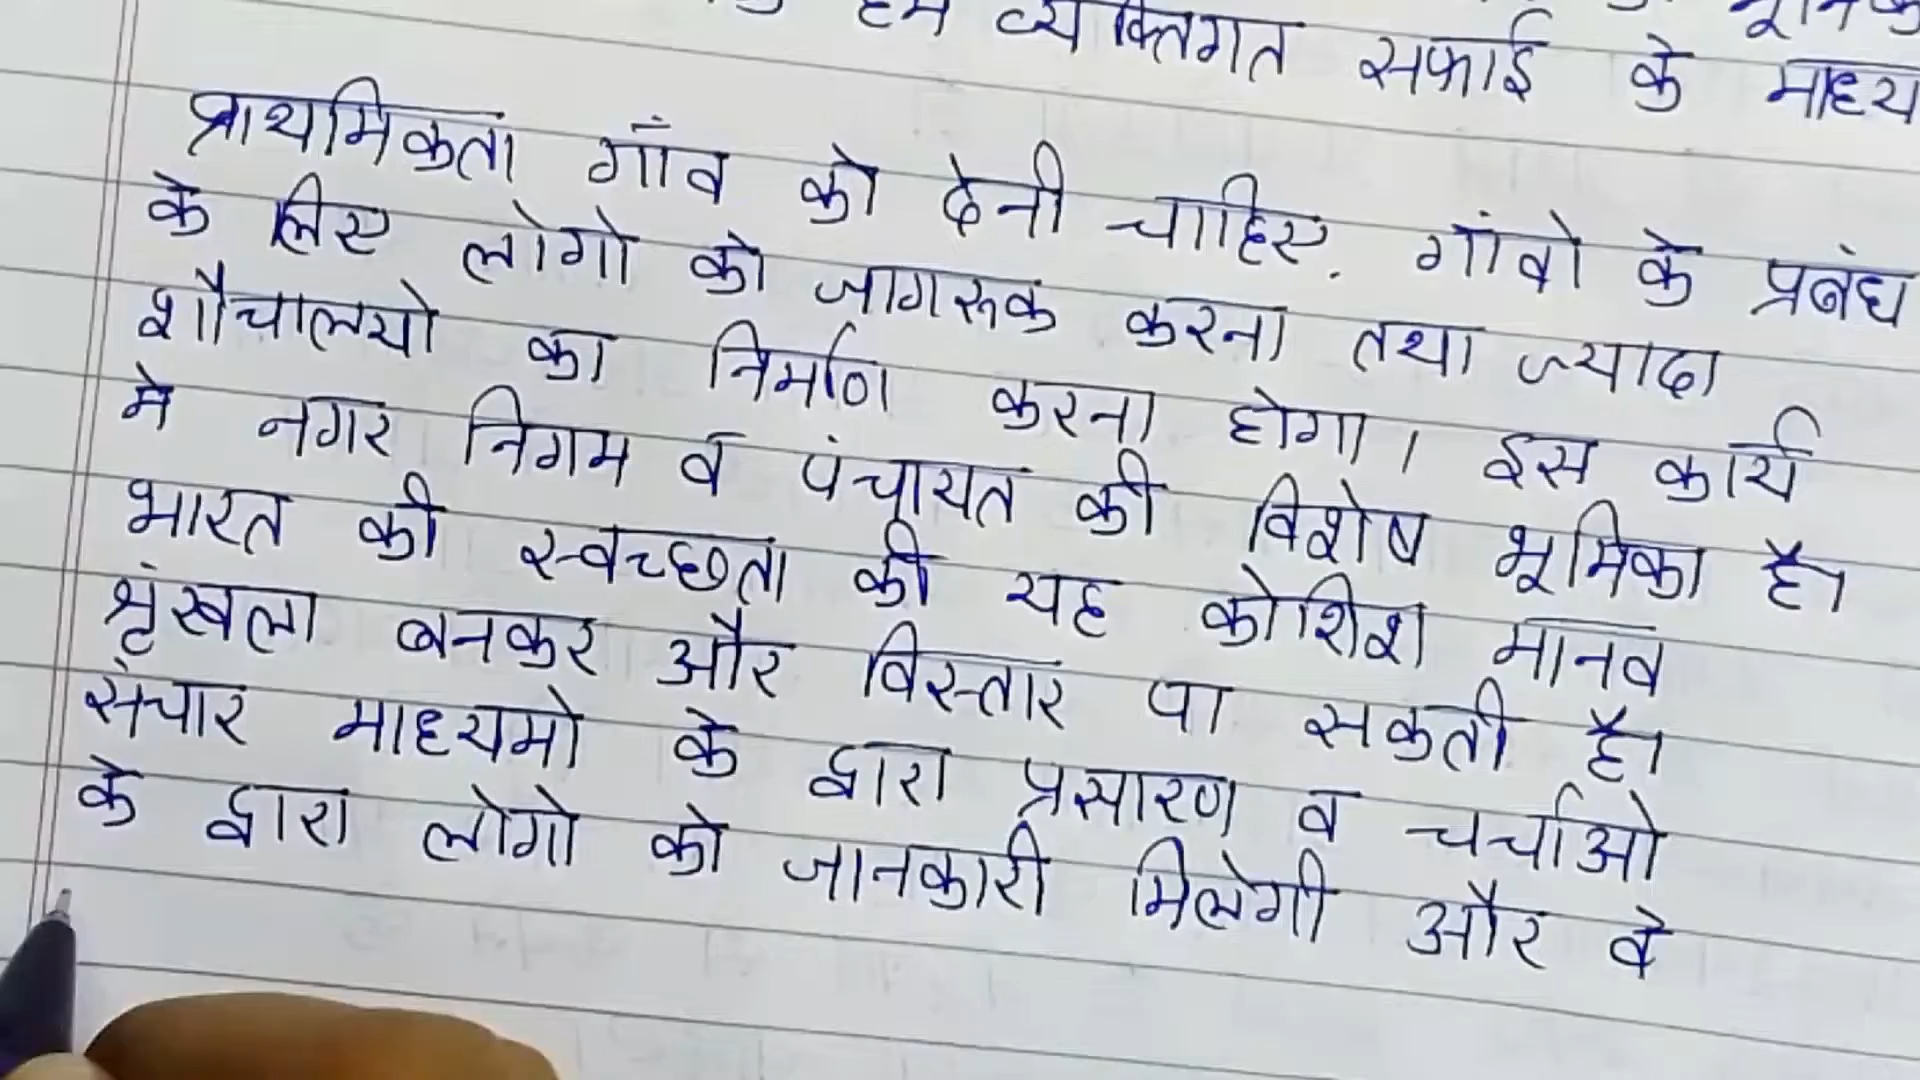 हम व्यक्तिगत सफाई के माध्य
प्राथमिकता गाँव को देनी चाहिए. गांवो के प्रबंध
के लिए लोगो को जागरूक करना तथा ज्यादा
शौचालयो का निर्माण करना होगा। इस कार्य
मे नगर निगम व पंचायत की विशेष भूमिका है।
भारत की स्वच्छता की यह कोशिश मानव
श्रृंखला बनकर और विस्तार पा सकती है।
संचार माध्यमो के द्वारा प्रसारण व चर्चाओ
के द्वारा लोगो को जानकारी मिलेगी और वे